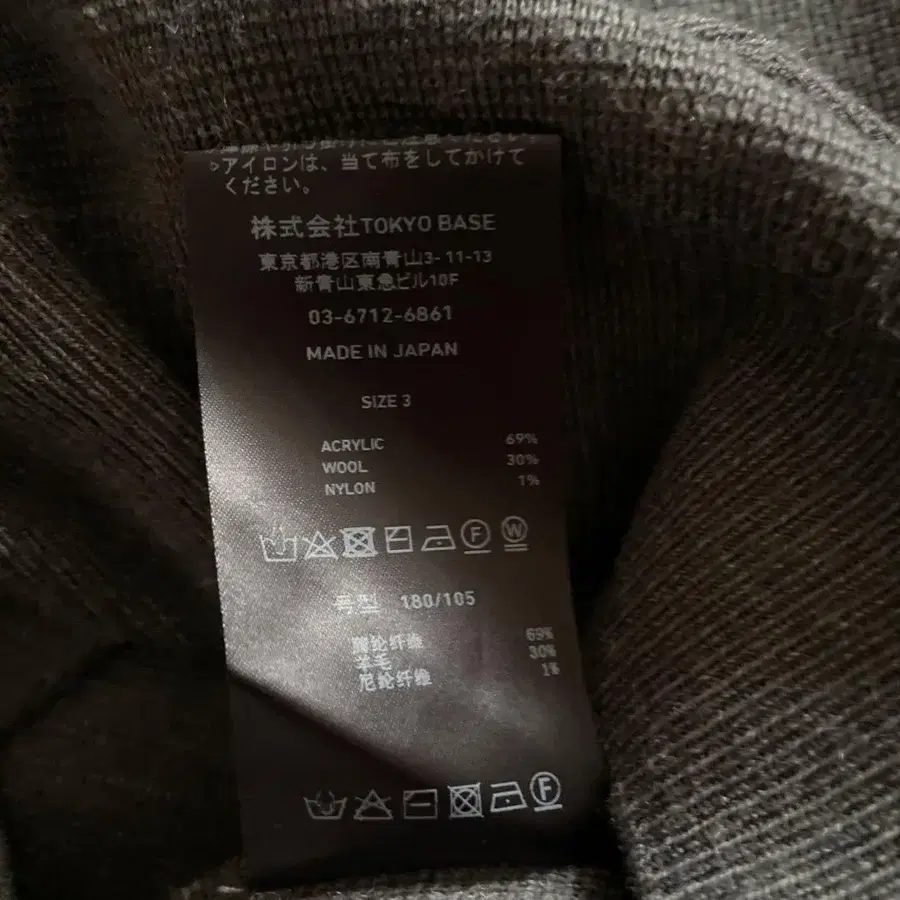 ▷アイロンは、当て布をしてかけて
ください。
株式会社TOKYO BASE
東京都港区南青山3-11-13
新青山東急ビル10F
03-6712-6861
MADE IN JAPAN
SIZE 3
ACRYLIC 69%
WOOL 30%
NYLON 1%
F W
号型 180/105
腈纶纤维 69%
羊毛 30%
尼纶纤维 1%
F